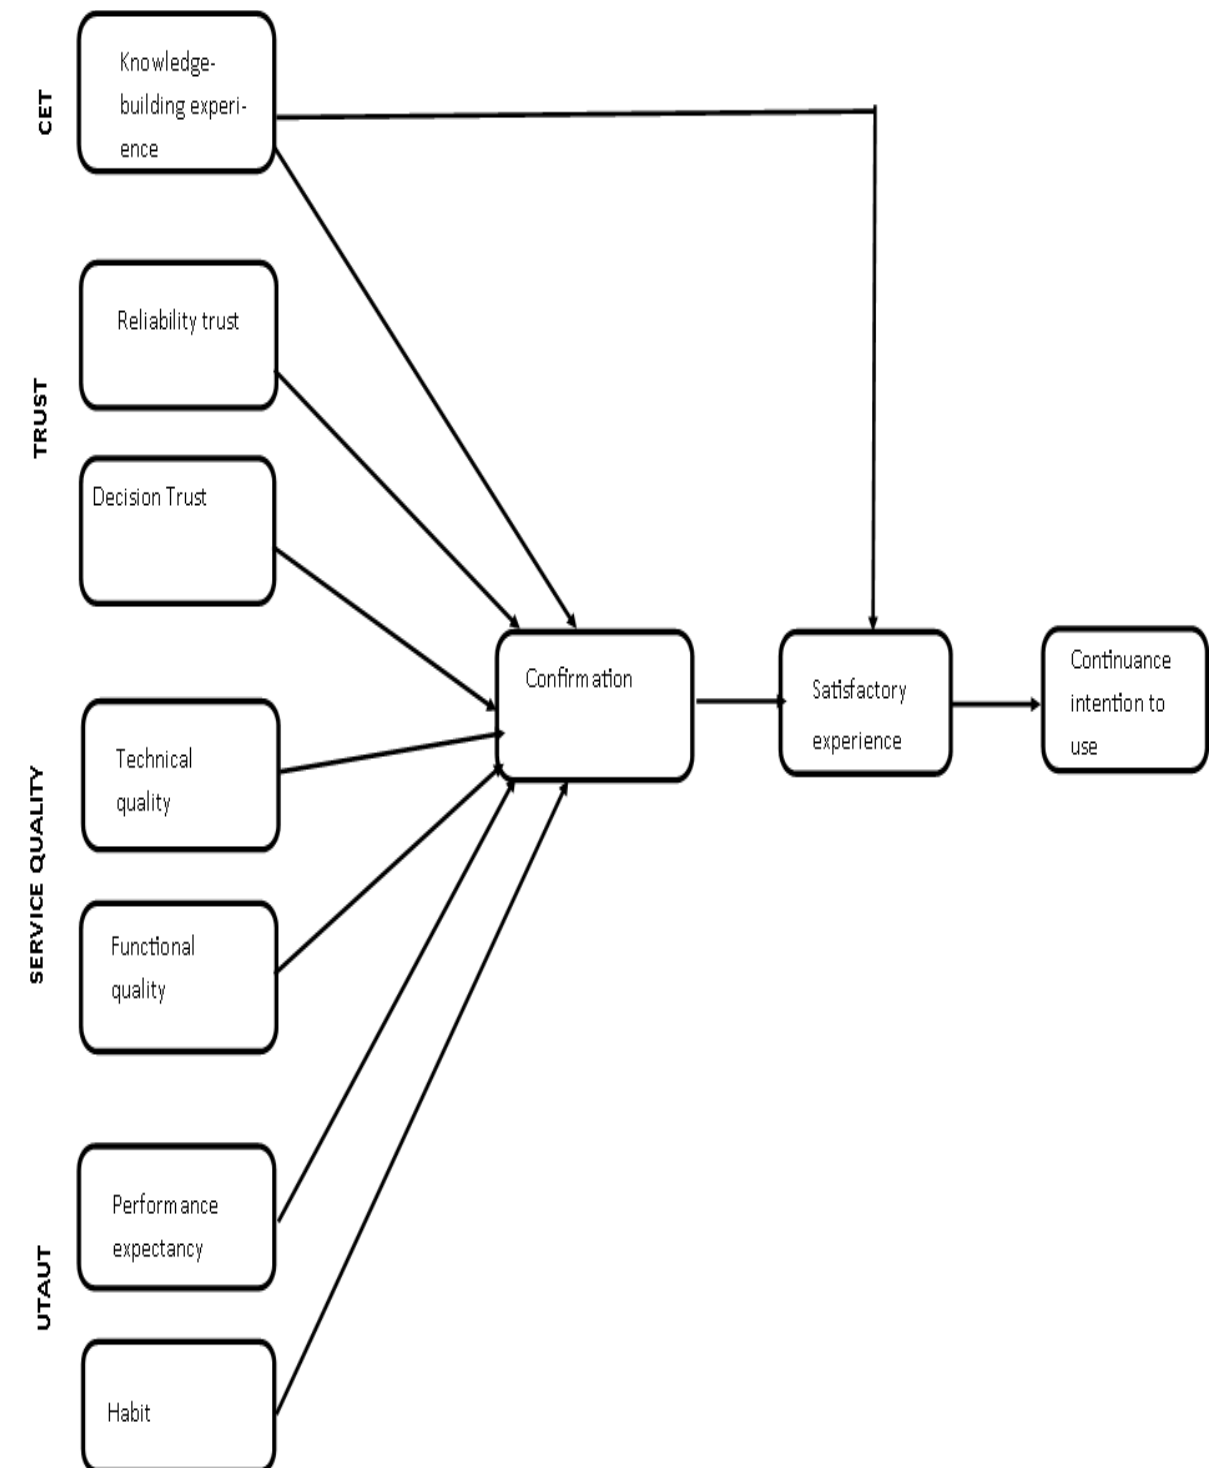 CET
Knowledge-
building experi-
ence
TRUST
Reliability trust
Decision Trust
SERVICE QUALITY
Technical
quality
Functional
quality
UTAUT
Performance
expectancy
Habit
Confirmation
Satisfactory
experience
Continuance
intention to
use